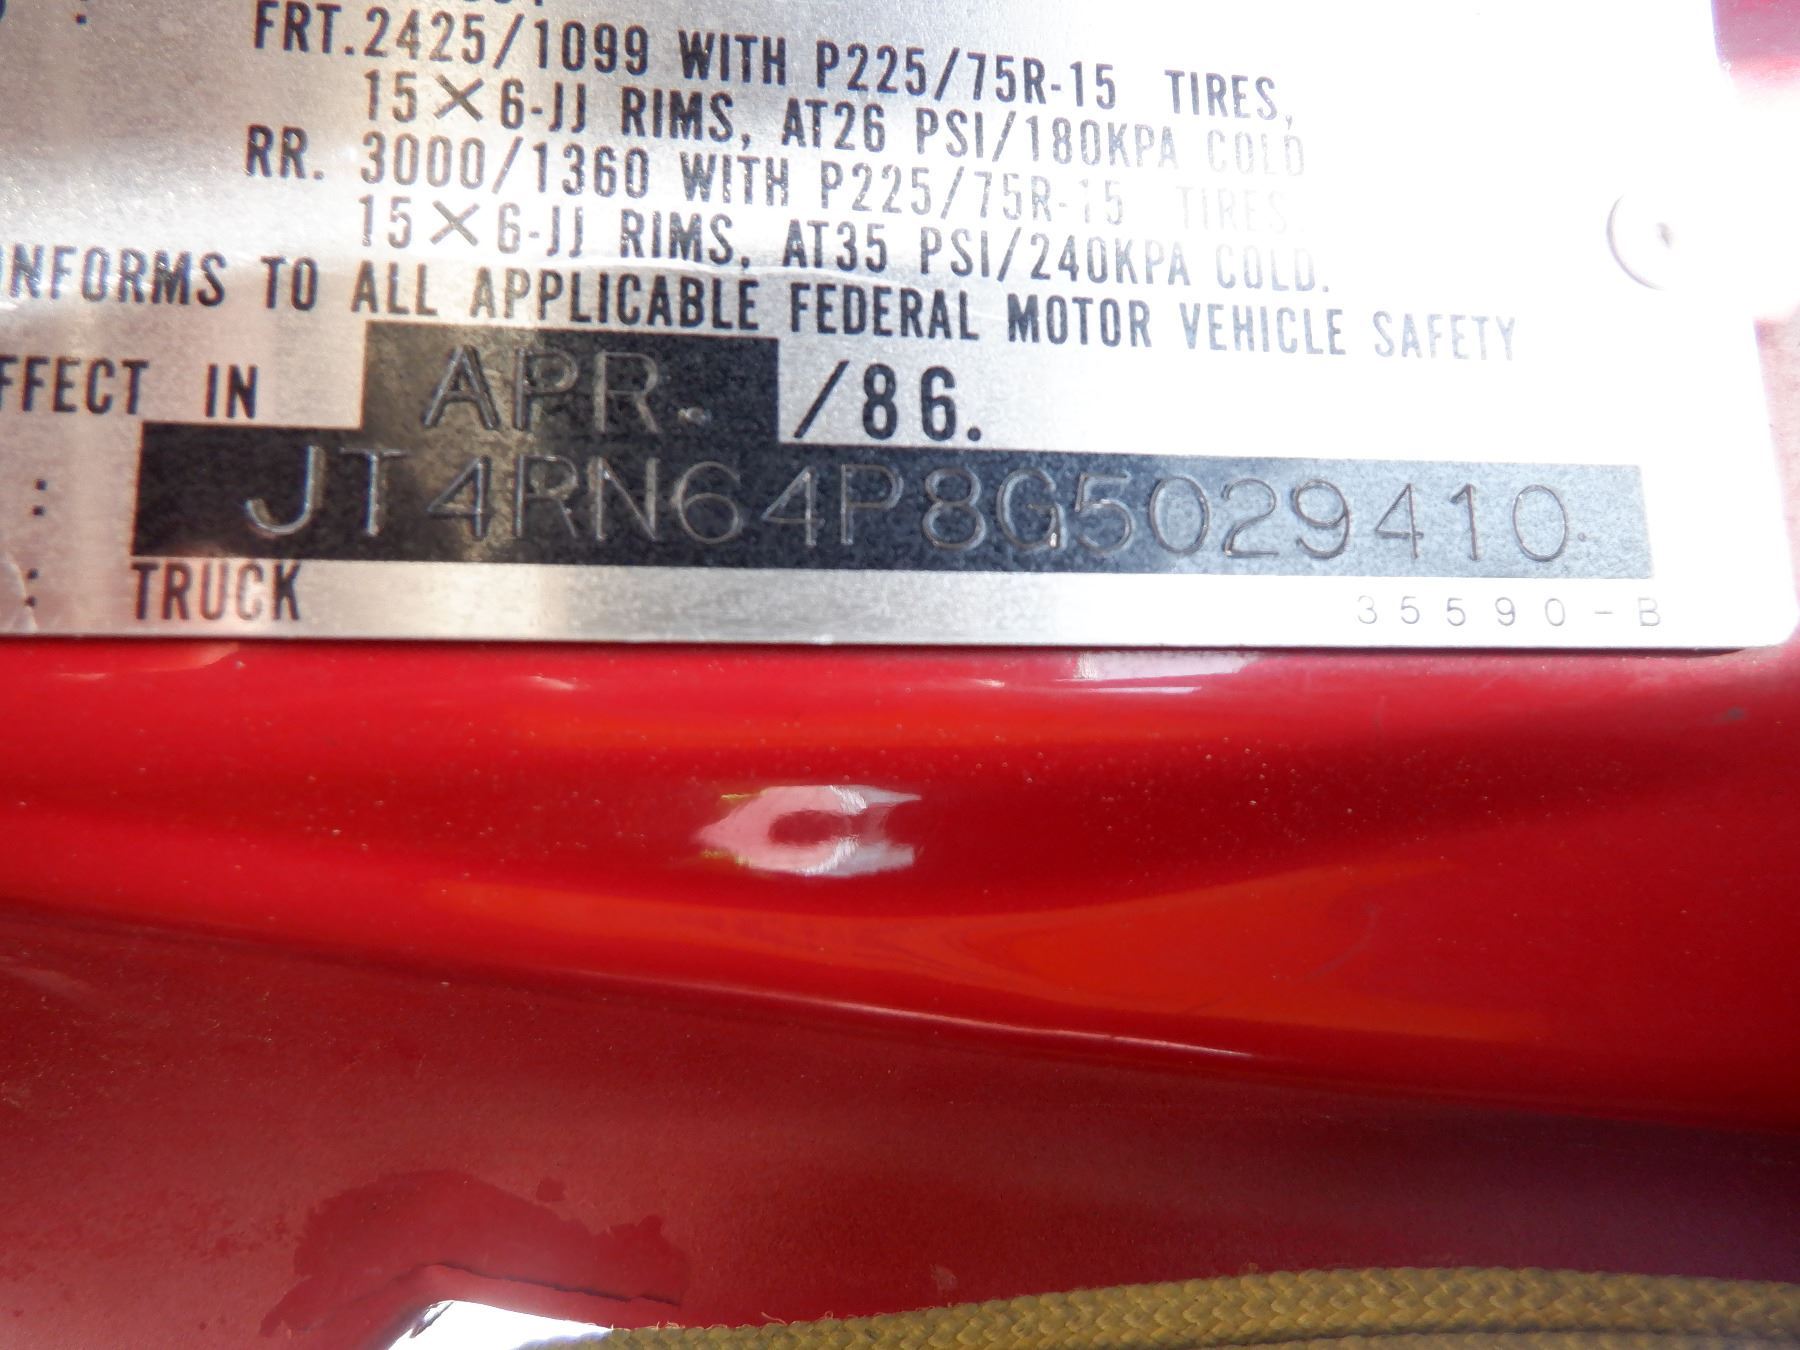 FRT.2425/1099 WITH P225/75R-15 TIRES,
15×6-JJ RIMS, AT26 PSI/180KPA COLD
RR. 3000/1360 WITH P225/75R-15 TIRES.
15×6-JJ RIMS, AT35 PSI/240KPA COLD.
NFORMS TO ALL APPLICABLE FEDERAL MOTOR VEHICLE SAFETY
FFECT IN APR. /86.
: JT4RN64P8G5029410
: TRUCK
35590-B